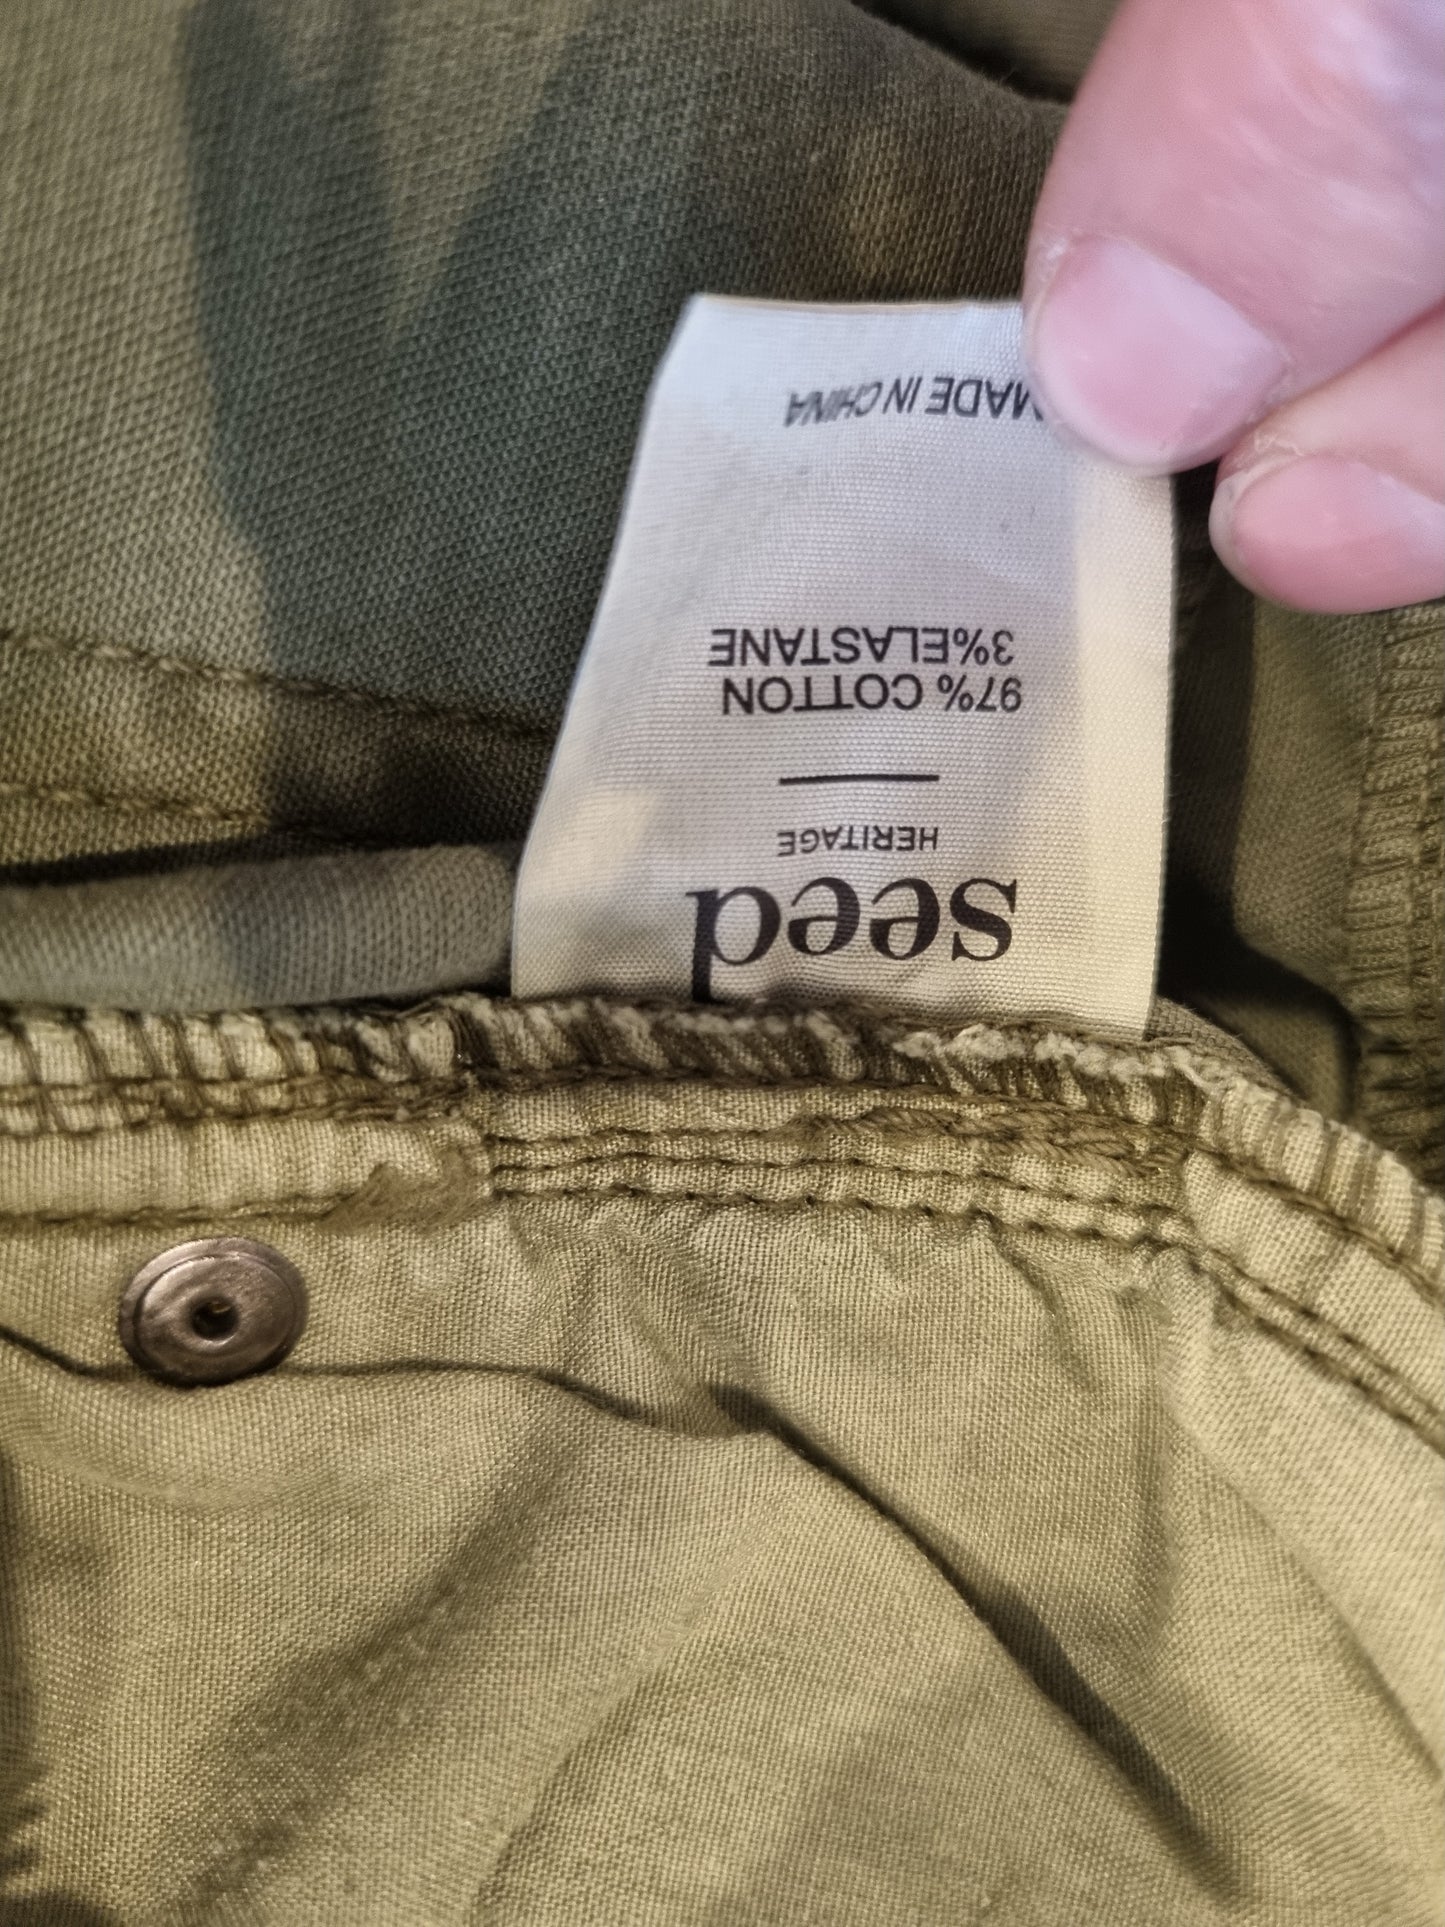 seed
HERITAGE
97% COTTON
3%ELASTANE
MADE IN CHINA